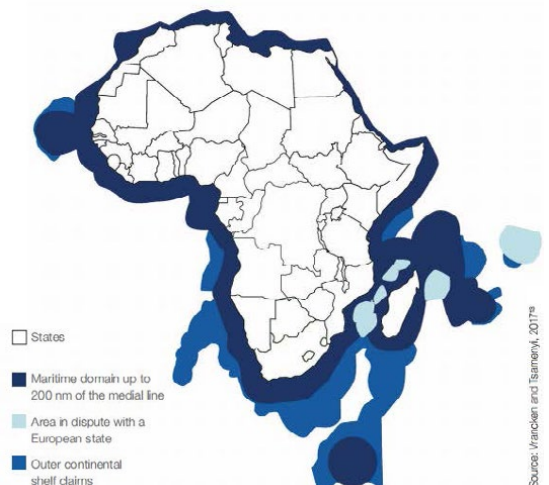 States
Maritime domain up to
200 nm of the medial line
Area in dispute with a
European state
Outer continental
shelf claims
Source: Vrancken and Tsamenyi, 2017¹⁹